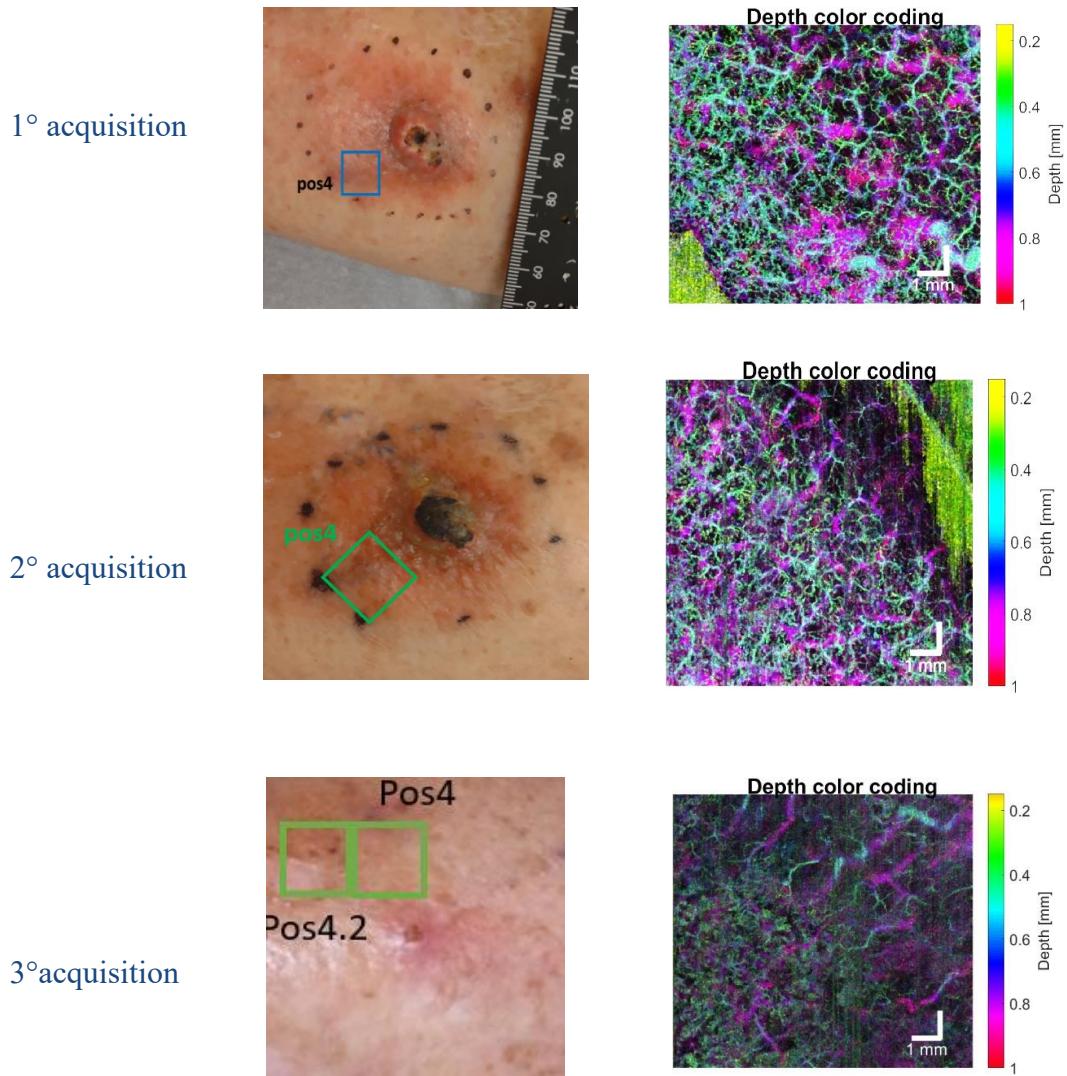 1° acquisition
pos4
110
100
90
80
70
60
Depth color coding
1 mm
0.2
0.4
0.6
0.8
1
Depth [mm]
2° acquisition
pos4
Depth color coding
1 mm
0.2
0.4
0.6
0.8
1
Depth [mm]
3°acquisition
Pos4
Pos4.2
Depth color coding
1 mm
0.2
0.4
0.6
0.8
1
Depth [mm]